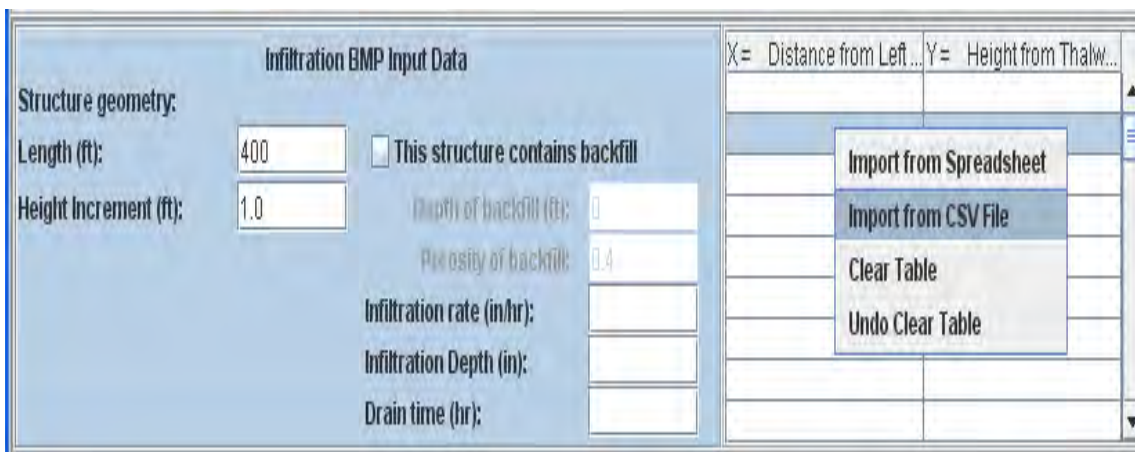 Infiltration BMP Input Data
Structure geometry:
Length (ft): 400 This structure contains backfill
Height Increment (ft): 1.0 Depth of backfill (ft): 0
Porosity of backfill: 0.4
Infiltration rate (in/hr):
Infiltration Depth (in):
Drain time (hr):
X = Distance from Left ... Y = Height from Thalw...
Import from Spreadsheet
Import from CSV File
Clear Table
Undo Clear Table